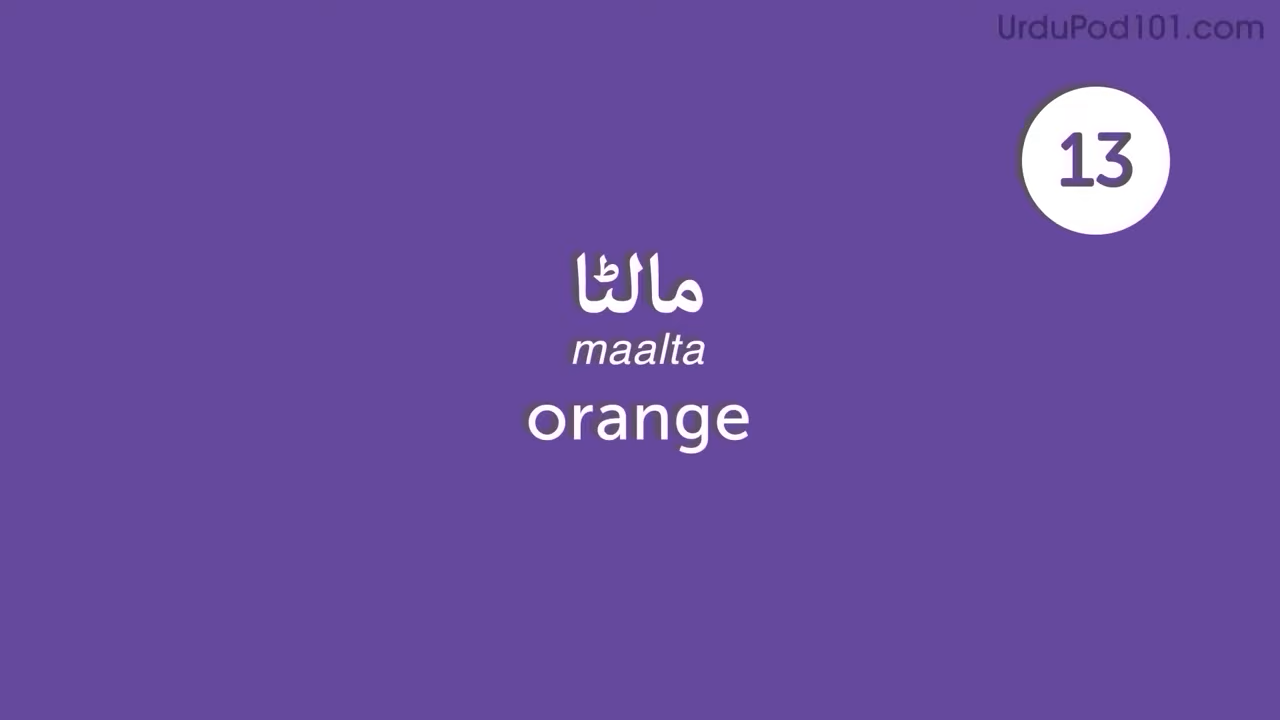 UrduPod101.com
13
مالٹا
maalta
orange